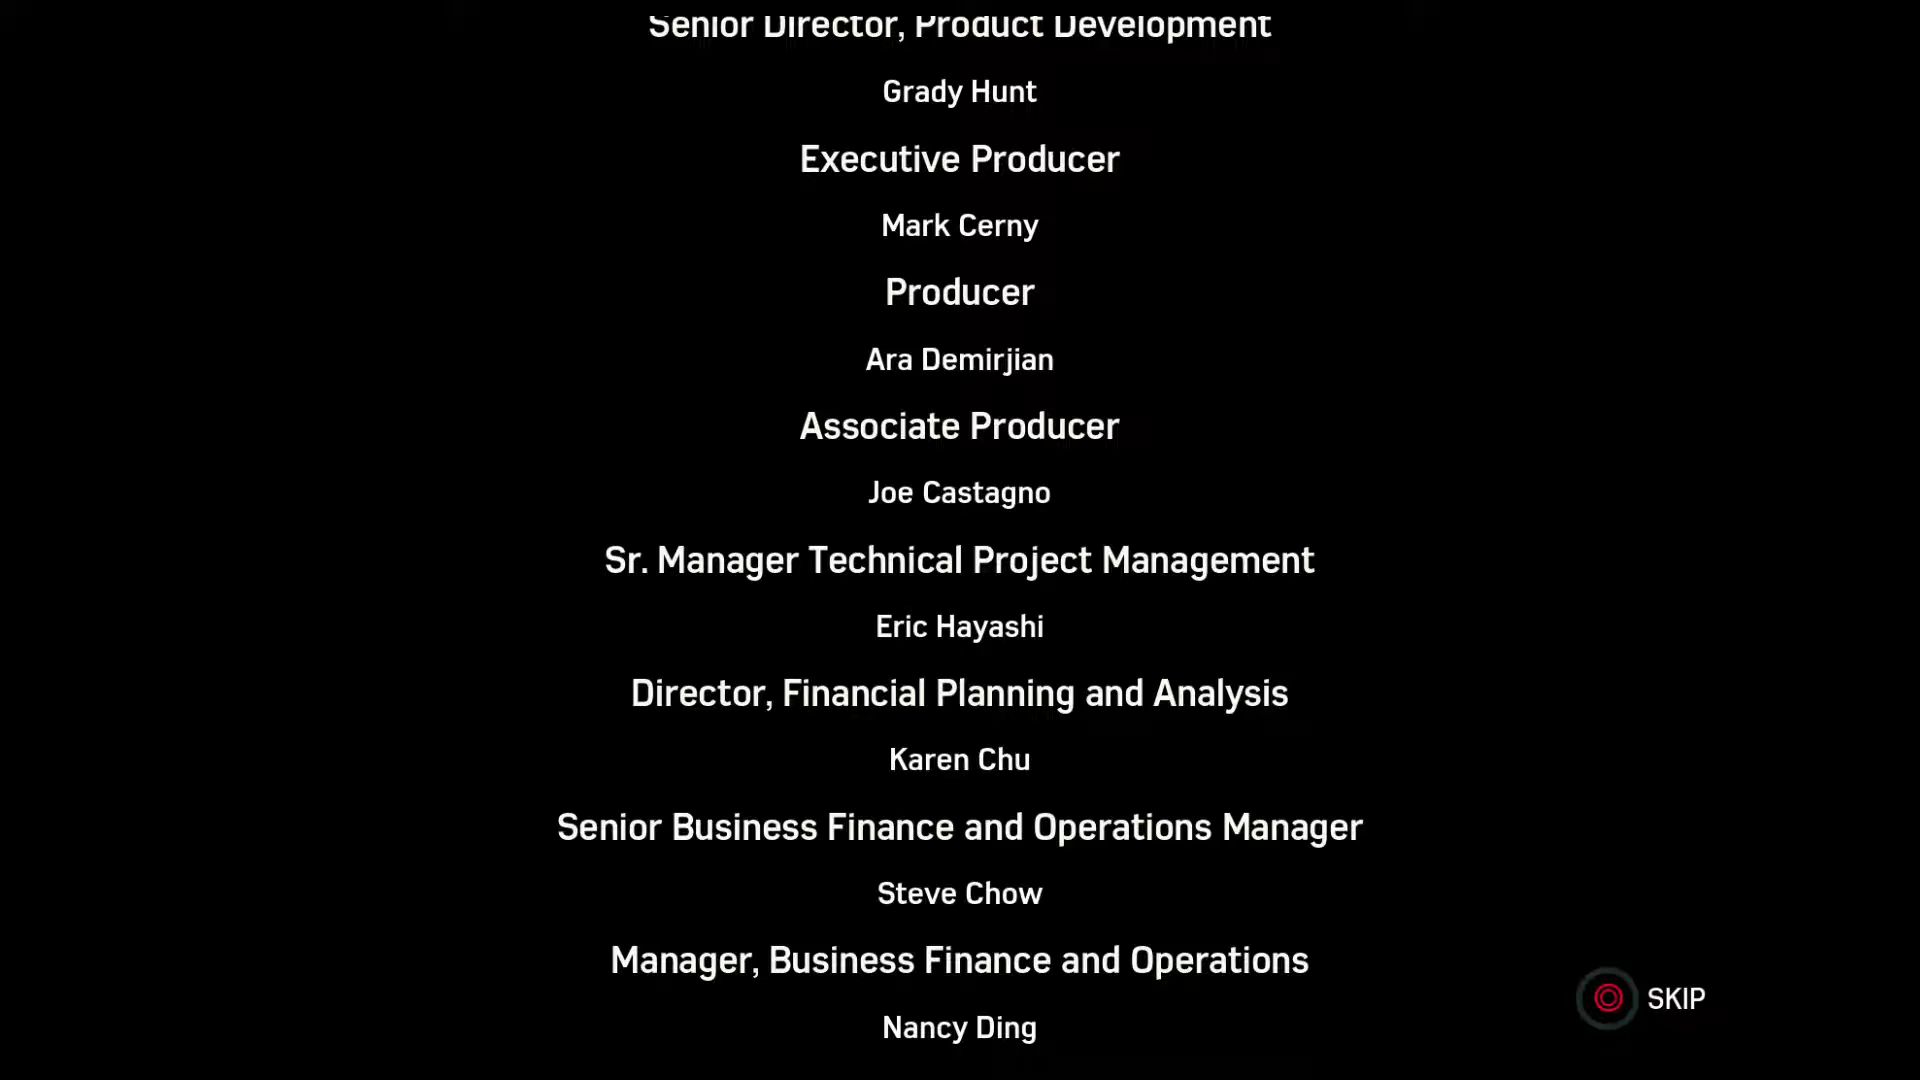 Senior Director, Product Development
Grady Hunt
Executive Producer
Mark Cerny
Producer
Ara Demirjian
Associate Producer
Joe Castagno
Sr. Manager Technical Project Management
Eric Hayashi
Director, Financial Planning and Analysis
Karen Chu
Senior Business Finance and Operations Manager
Steve Chow
Manager, Business Finance and Operations
Nancy Ding
SKIP